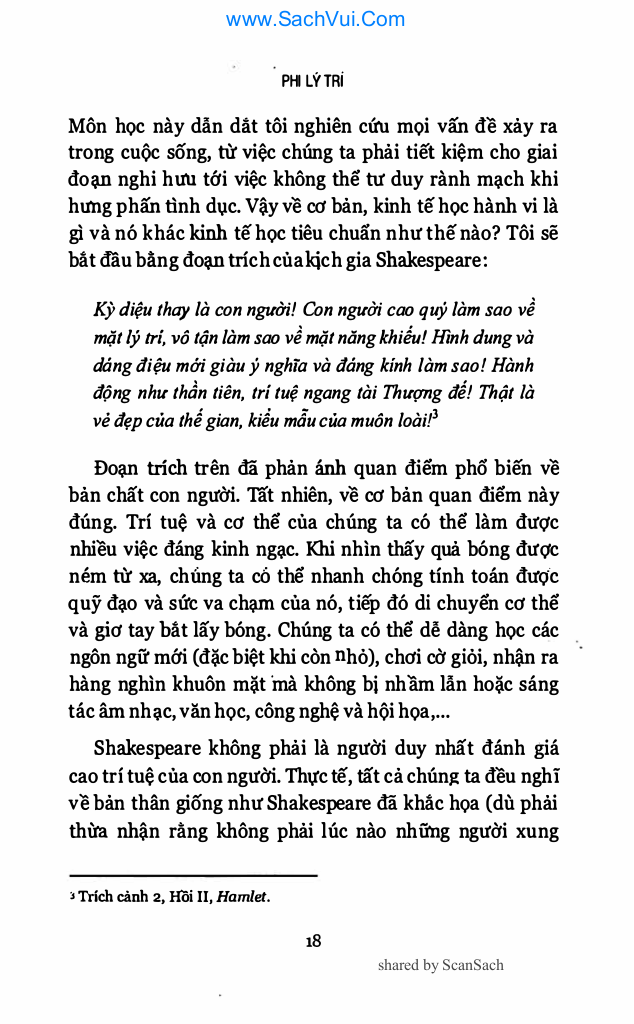 www.SachVui.Com
PHI LÝ TRÍ
Môn học này dẫn dắt tôi nghiên cứu mọi vấn đề xảy ra
trong cuộc sống, từ việc chúng ta phải tiết kiệm cho giai
đoạn nghi hưu tới việc không thể tư duy rành mạch khi
hưng phấn tình dục. Vậy về cơ bản, kinh tế học hành vi là
gì và nó khác kinh tế học tiêu chuẩn như thế nào? Tôi sẽ
bắt đầu bằng đoạn trích của kịch gia Shakespeare:
Kỳ diệu thay là con người! Con người cao quý làm sao về
mặt lý trí, vô tận làm sao về mặt năng khiếu! Hình dung và
dáng điệu mới giàu ý nghĩa và đáng kính làm sao! Hành
động như thần tiên, trí tuệ ngang tài Thượng đế! Thật là
vẻ đẹp của thế gian, kiểu mẫu của muôn loài!³
Đoạn trích trên đã phản ánh quan điểm phổ biến về
bản chất con người. Tất nhiên, về cơ bản quan điểm này
đúng. Trí tuệ và cơ thể của chúng ta có thể làm được
nhiều việc đáng kinh ngạc. Khi nhìn thấy quả bóng được
ném từ xa, chúng ta có thể nhanh chóng tính toán được
quỹ đạo và sức va chạm của nó, tiếp đó di chuyển cơ thể
và giơ tay bắt lấy bóng. Chúng ta có thể dễ dàng học các
ngôn ngữ mới (đặc biệt khi còn nhỏ), chơi cờ giỏi, nhận ra
hàng nghìn khuôn mặt mà không bị nhầm lẫn hoặc sáng
tác âm nhạc, văn học, công nghệ và hội họa,...
Shakespeare không phải là người duy nhất đánh giá
cao trí tuệ của con người. Thực tế, tất cả chúng ta đều nghĩ
về bản thân giống như Shakespeare đã khắc họa (dù phải
thừa nhận rằng không phải lúc nào những người xung
³ Trích cảnh 2, Hồi II, Hamlet.
18
shared by ScanSach